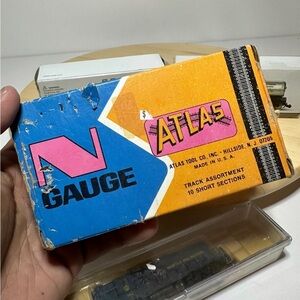 N
GAUGE
ATLAS
ATLAS TOOL CO., INC. - HILLSIDE, N. J. 07205
MADE IN U. S. A.
TRACK ASSORTMENT
10 SHORT SECTIONS